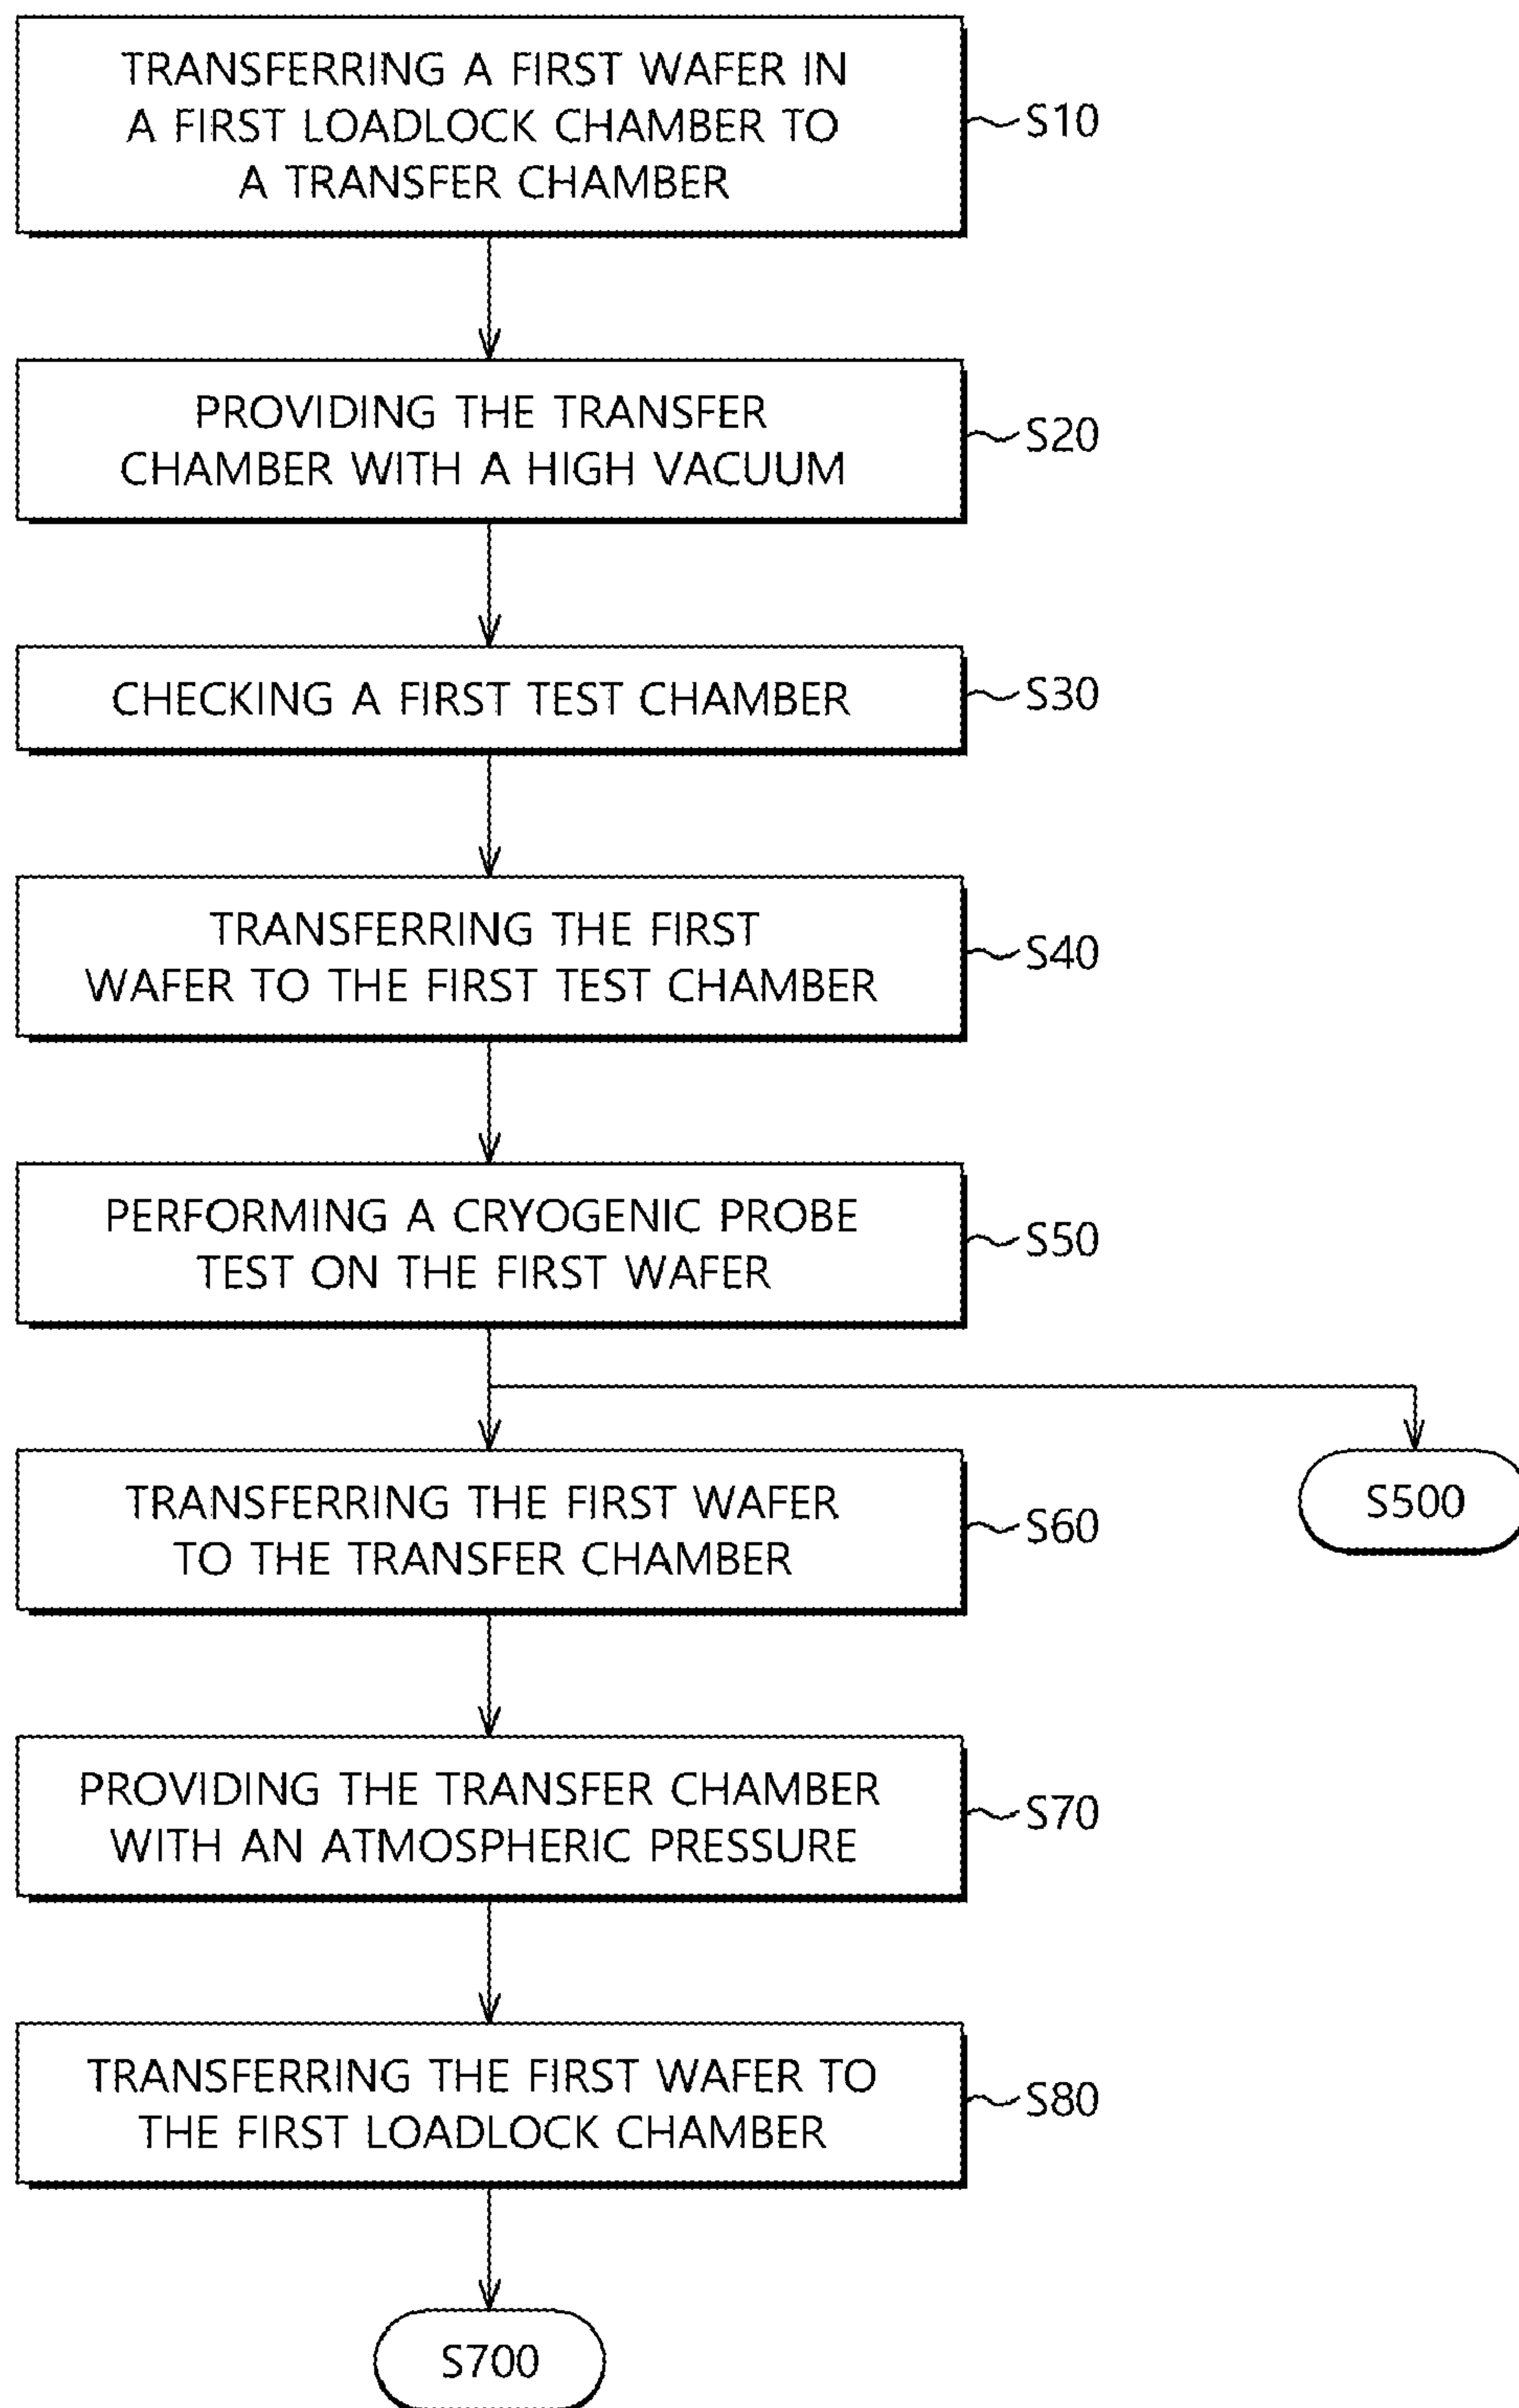 TRANSFERRING A FIRST WAFER IN
A FIRST LOADLOCK CHAMBER TO
A TRANSFER CHAMBER
S10
PROVIDING THE TRANSFER
CHAMBER WITH A HIGH VACUUM
S20
CHECKING A FIRST TEST CHAMBER
S30
TRANSFERRING THE FIRST
WAFER TO THE FIRST TEST CHAMBER
S40
PERFORMING A CRYOGENIC PROBE
TEST ON THE FIRST WAFER
S50
TRANSFERRING THE FIRST WAFER
TO THE TRANSFER CHAMBER
S60
S500
PROVIDING THE TRANSFER CHAMBER
WITH AN ATMOSPHERIC PRESSURE
S70
TRANSFERRING THE FIRST WAFER TO
THE FIRST LOADLOCK CHAMBER
S80
S700